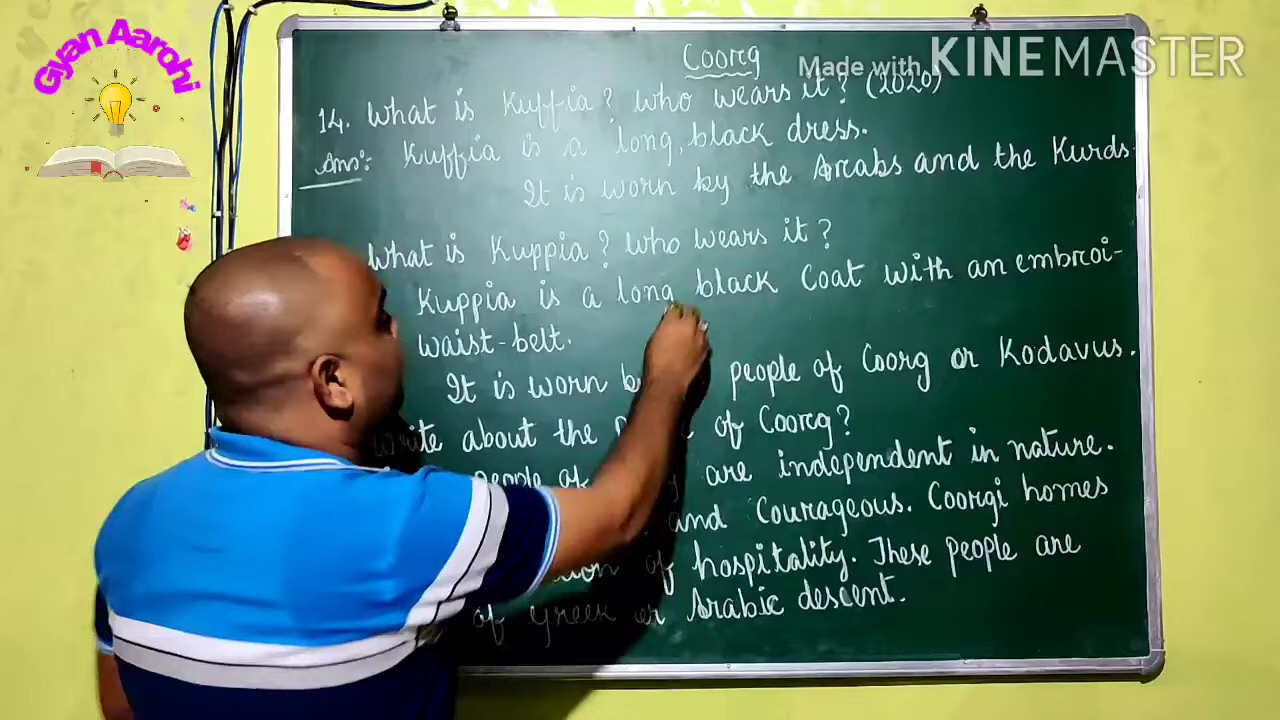 Gyan Aarohi
Made with KINEMASTER
Coorg
14. What is Kuffia? who wears it? (2020)
Ans:- Kuffia is a long, black dress.
It is worn by the Arabs and the Kurds.
What is Kuppia? who wears it?
Kuppia is a long black Coat with an embroi-
waist-belt.
It is worn people of Coorg or Kodavus.
write about the of Coorg?
people of are independent in nature.
and Courageous. Coorgi homes
of hospitality. These people are
of Greek or Arabic descent.